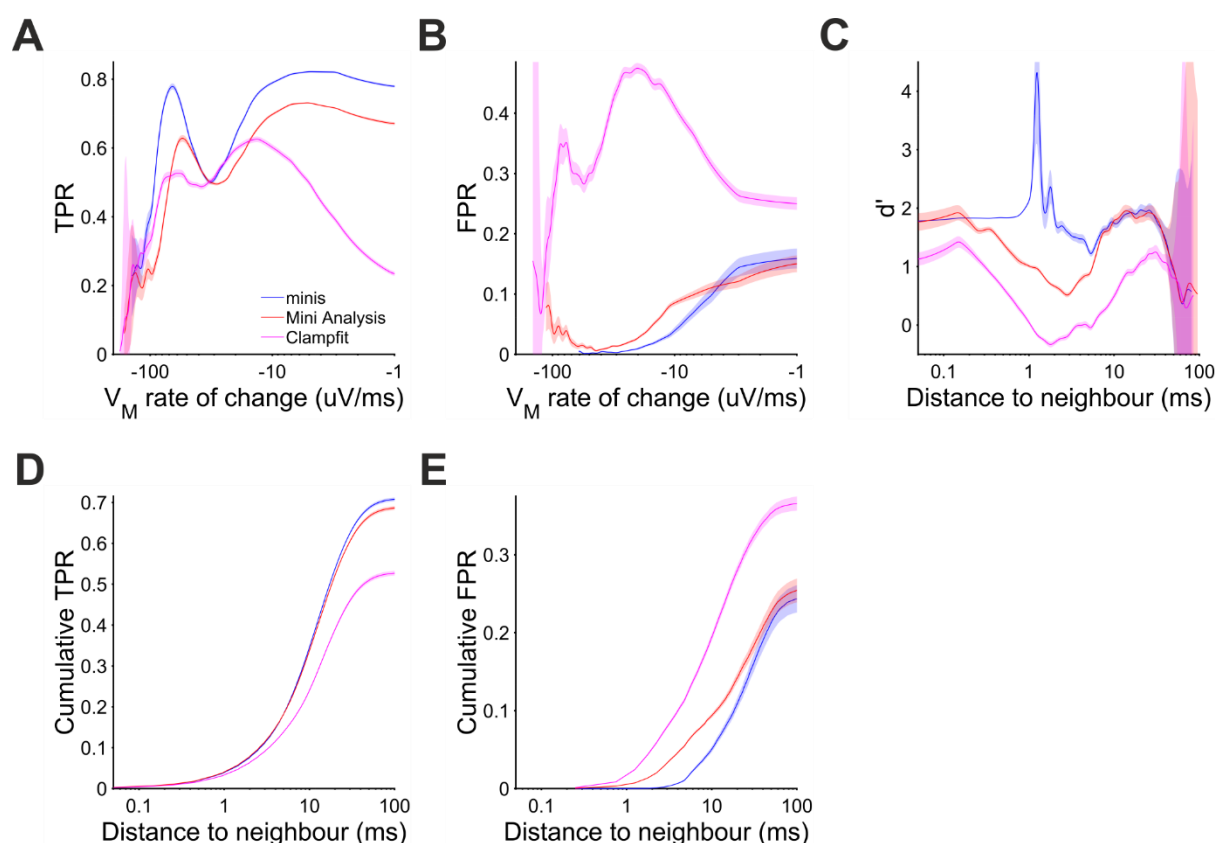 A
TPR
0.8
0.6
0.4
0.2
0
minis
Mini Analysis
Clampfit
-100
-10
-1
V_M rate of change (uV/ms)
B
FPR
0.4
0.3
0.2
0.1
0
-100
-10
-1
V_M rate of change (uV/ms)
C
d'
4
3
2
1
0
0.1
1
10
100
Distance to neighbour (ms)
D
Cumulative TPR
0.7
0.6
0.5
0.4
0.3
0.2
0.1
0
0.1
1
10
100
Distance to neighbour (ms)
E
Cumulative FPR
0.3
0.2
0.1
0
0.1
1
10
100
Distance to neighbour (ms)